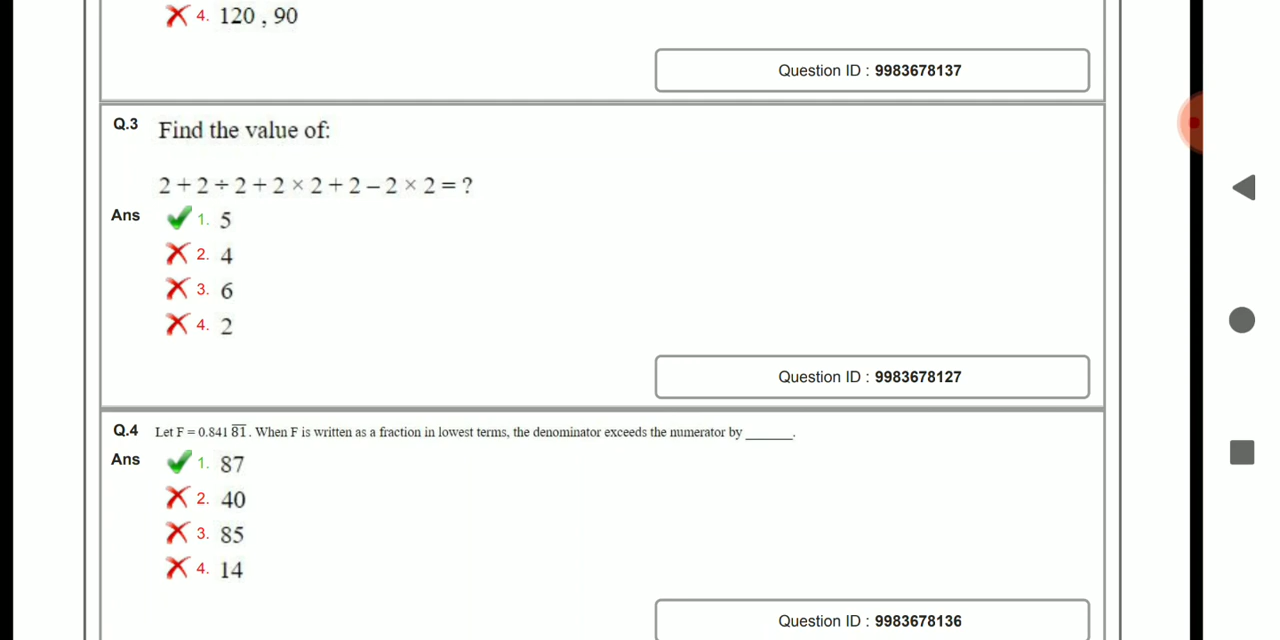 4. 120 , 90
Question ID : 9983678137
Q.3 Find the value of:
2 + 2 ÷ 2 + 2 × 2 + 2 – 2 × 2 = ?
Ans 1. 5
2. 4
3. 6
4. 2
Question ID : 9983678127
Q.4 Let F = 0.841 8̅1̅. When F is written as a fraction in lowest terms, the denominator exceeds the numerator by ______.
Ans 1. 87
2. 40
3. 85
4. 14
Question ID : 9983678136